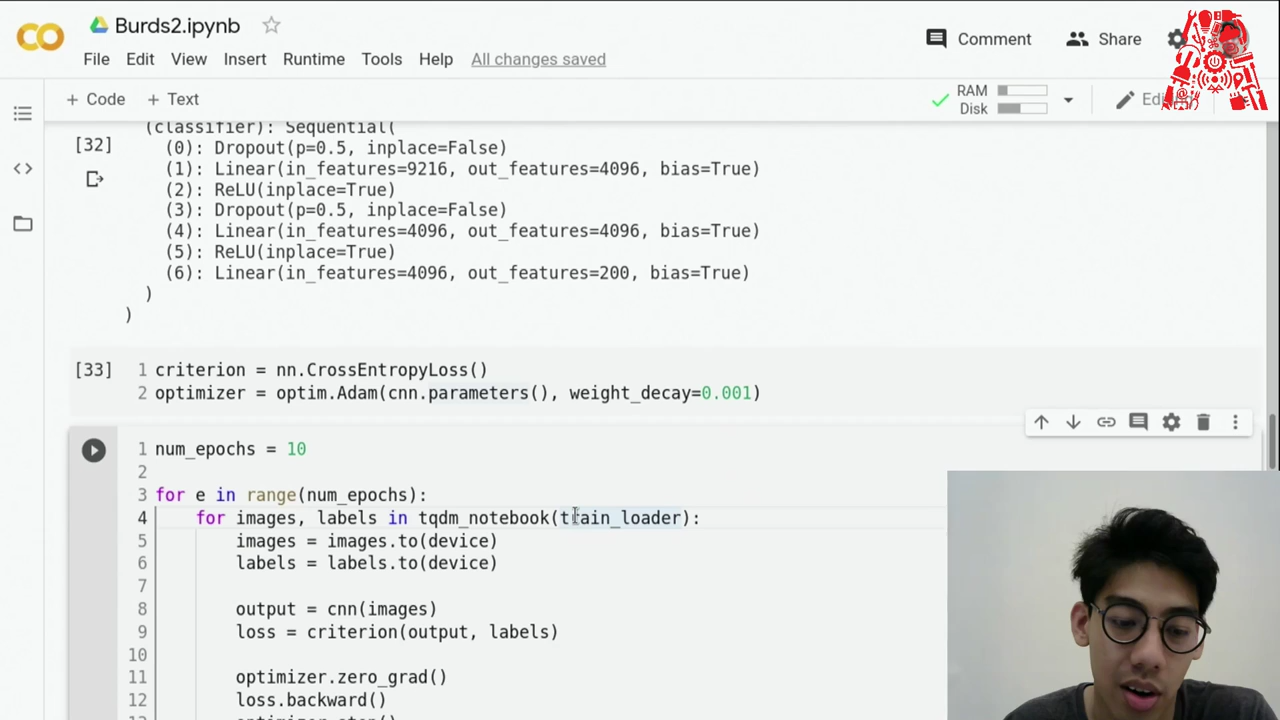 Burds2.ipynb
Comment
Share
File Edit View Insert Runtime Tools Help All changes saved
+ Code + Text
RAM
Disk
(classifier): Sequential(
[32]
(0): Dropout(p=0.5, inplace=False)
(1): Linear(in_features=9216, out_features=4096, bias=True)
(2): ReLU(inplace=True)
(3): Dropout(p=0.5, inplace=False)
(4): Linear(in_features=4096, out_features=4096, bias=True)
(5): ReLU(inplace=True)
(6): Linear(in_features=4096, out_features=200, bias=True)
)
)
[33]
1 criterion = nn.CrossEntropyLoss()
2 optimizer = optim.Adam(cnn.parameters(), weight_decay=0.001)
1 num_epochs = 10
2
3 for e in range(num_epochs):
4 for images, labels in tqdm_notebook(train_loader):
5 images = images.to(device)
6 labels = labels.to(device)
7
8 output = cnn(images)
9 loss = criterion(output, labels)
10
11 optimizer.zero_grad()
12 loss.backward()